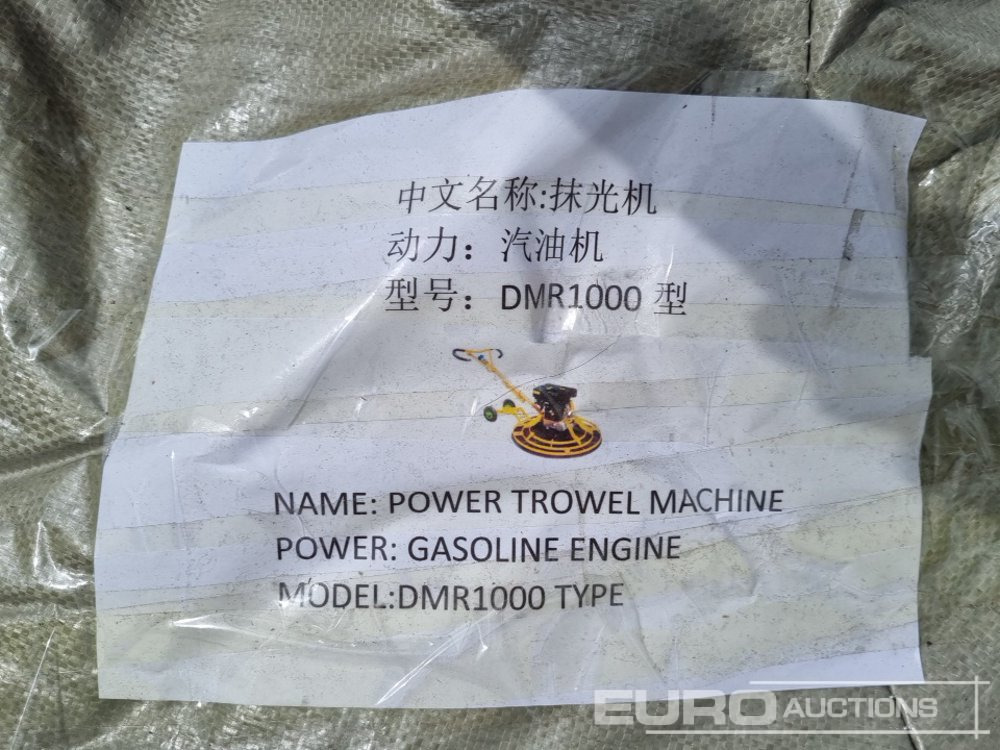 中文名称:抹光机
动力：汽油机
型号：DMR1000 型
NAME: POWER TROWEL MACHINE
POWER: GASOLINE ENGINE
MODEL:DMR1000 TYPE
EURO AUCTIONS